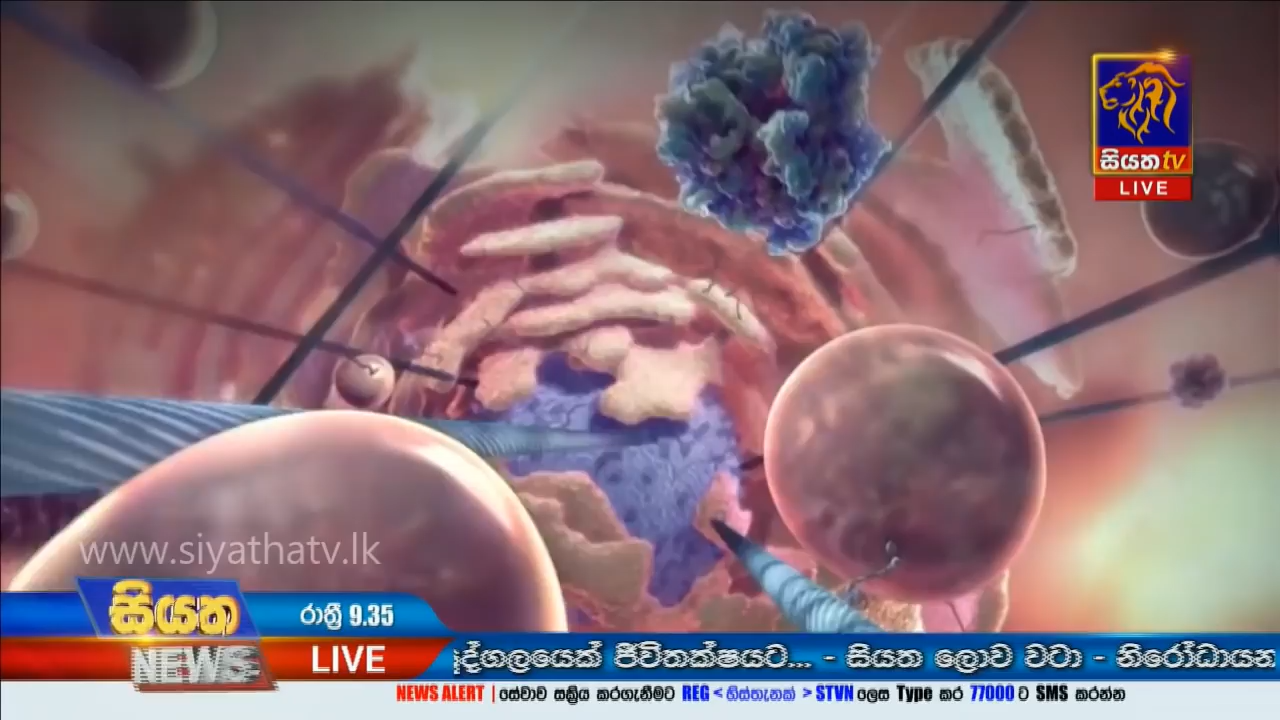 සියත tv
LIVE
www.siyathatv.lk
සියත
රාත්‍රී 9.35
NEWS
LIVE
ද්ගලයෙක් ජීවිතක්ෂයට... - සියත ලොව වටා - නිරෝධායන
NEWS ALERT | සේවාව සක්‍රිය කරගැනීමට REG < හිස්තැනක් > STVN ලෙස Type කර 77000 ට SMS කරන්න